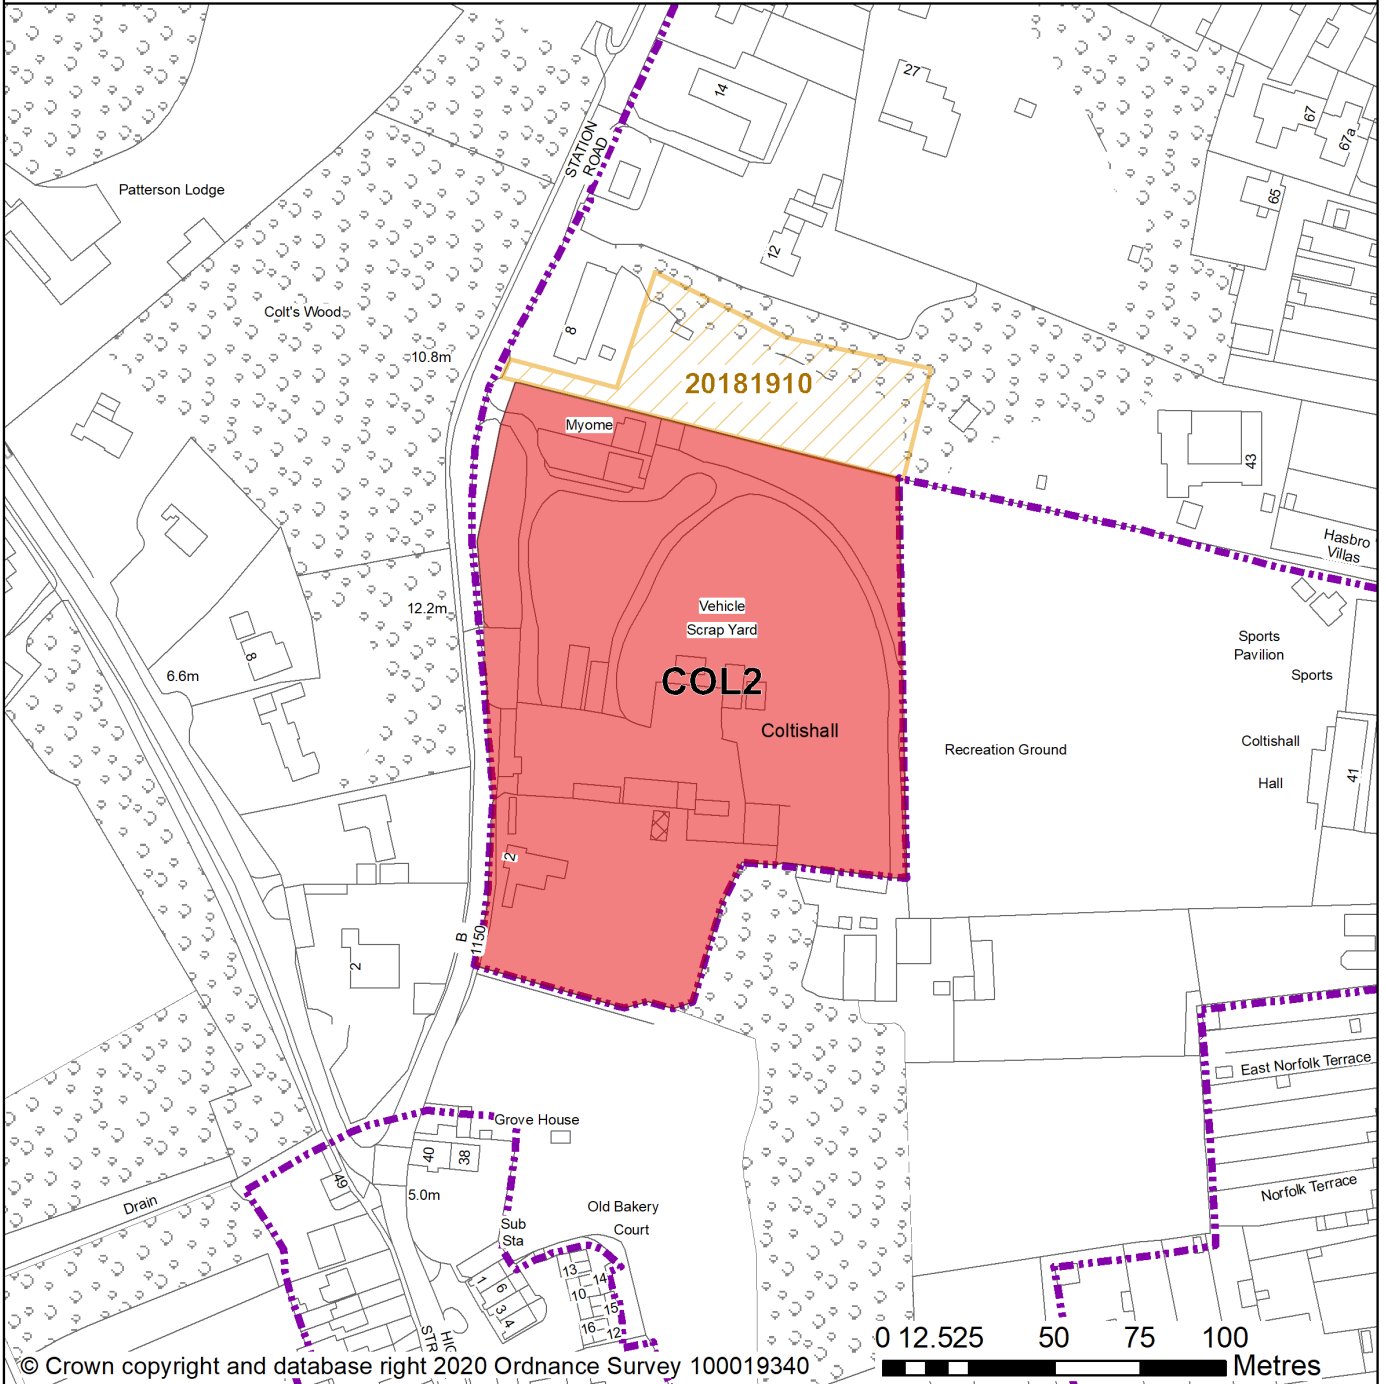 14
27
67
67a
STATION
ROAD
Patterson Lodge
65
12
Colt's Wood
8
10.8m
20181910
Myome
43
Hasbro
Villas
12.2m
Vehicle
Scrap Yard
Sports
Pavilion
8
6.6m
Sports
COL2
Coltishall
Recreation Ground
Coltishall
Hall
41
2
B
1150
2
East Norfolk Terrace
Grove House
40
38
49
5.0m
Norfolk Terrace
Drain
Old Bakery
Court
Sub
Sta
13
14
1
6
10
3
15
4
16
12
STR
HIG
0 12.525 50 75 100
Metres
© Crown copyright and database right 2020 Ordnance Survey 100019340